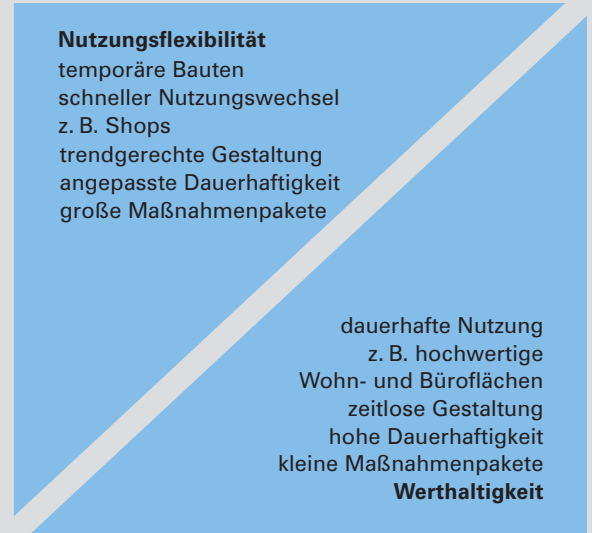 Nutzungsflexibilität
temporäre Bauten
schneller Nutzungswechsel
z. B. Shops
trendgerechte Gestaltung
angepasste Dauerhaftigkeit
große Maßnahmenpakete
dauerhafte Nutzung
z. B. hochwertige
Wohn- und Büroflächen
zeitlose Gestaltung
hohe Dauerhaftigkeit
kleine Maßnahmenpakete
Werthaltigkeit